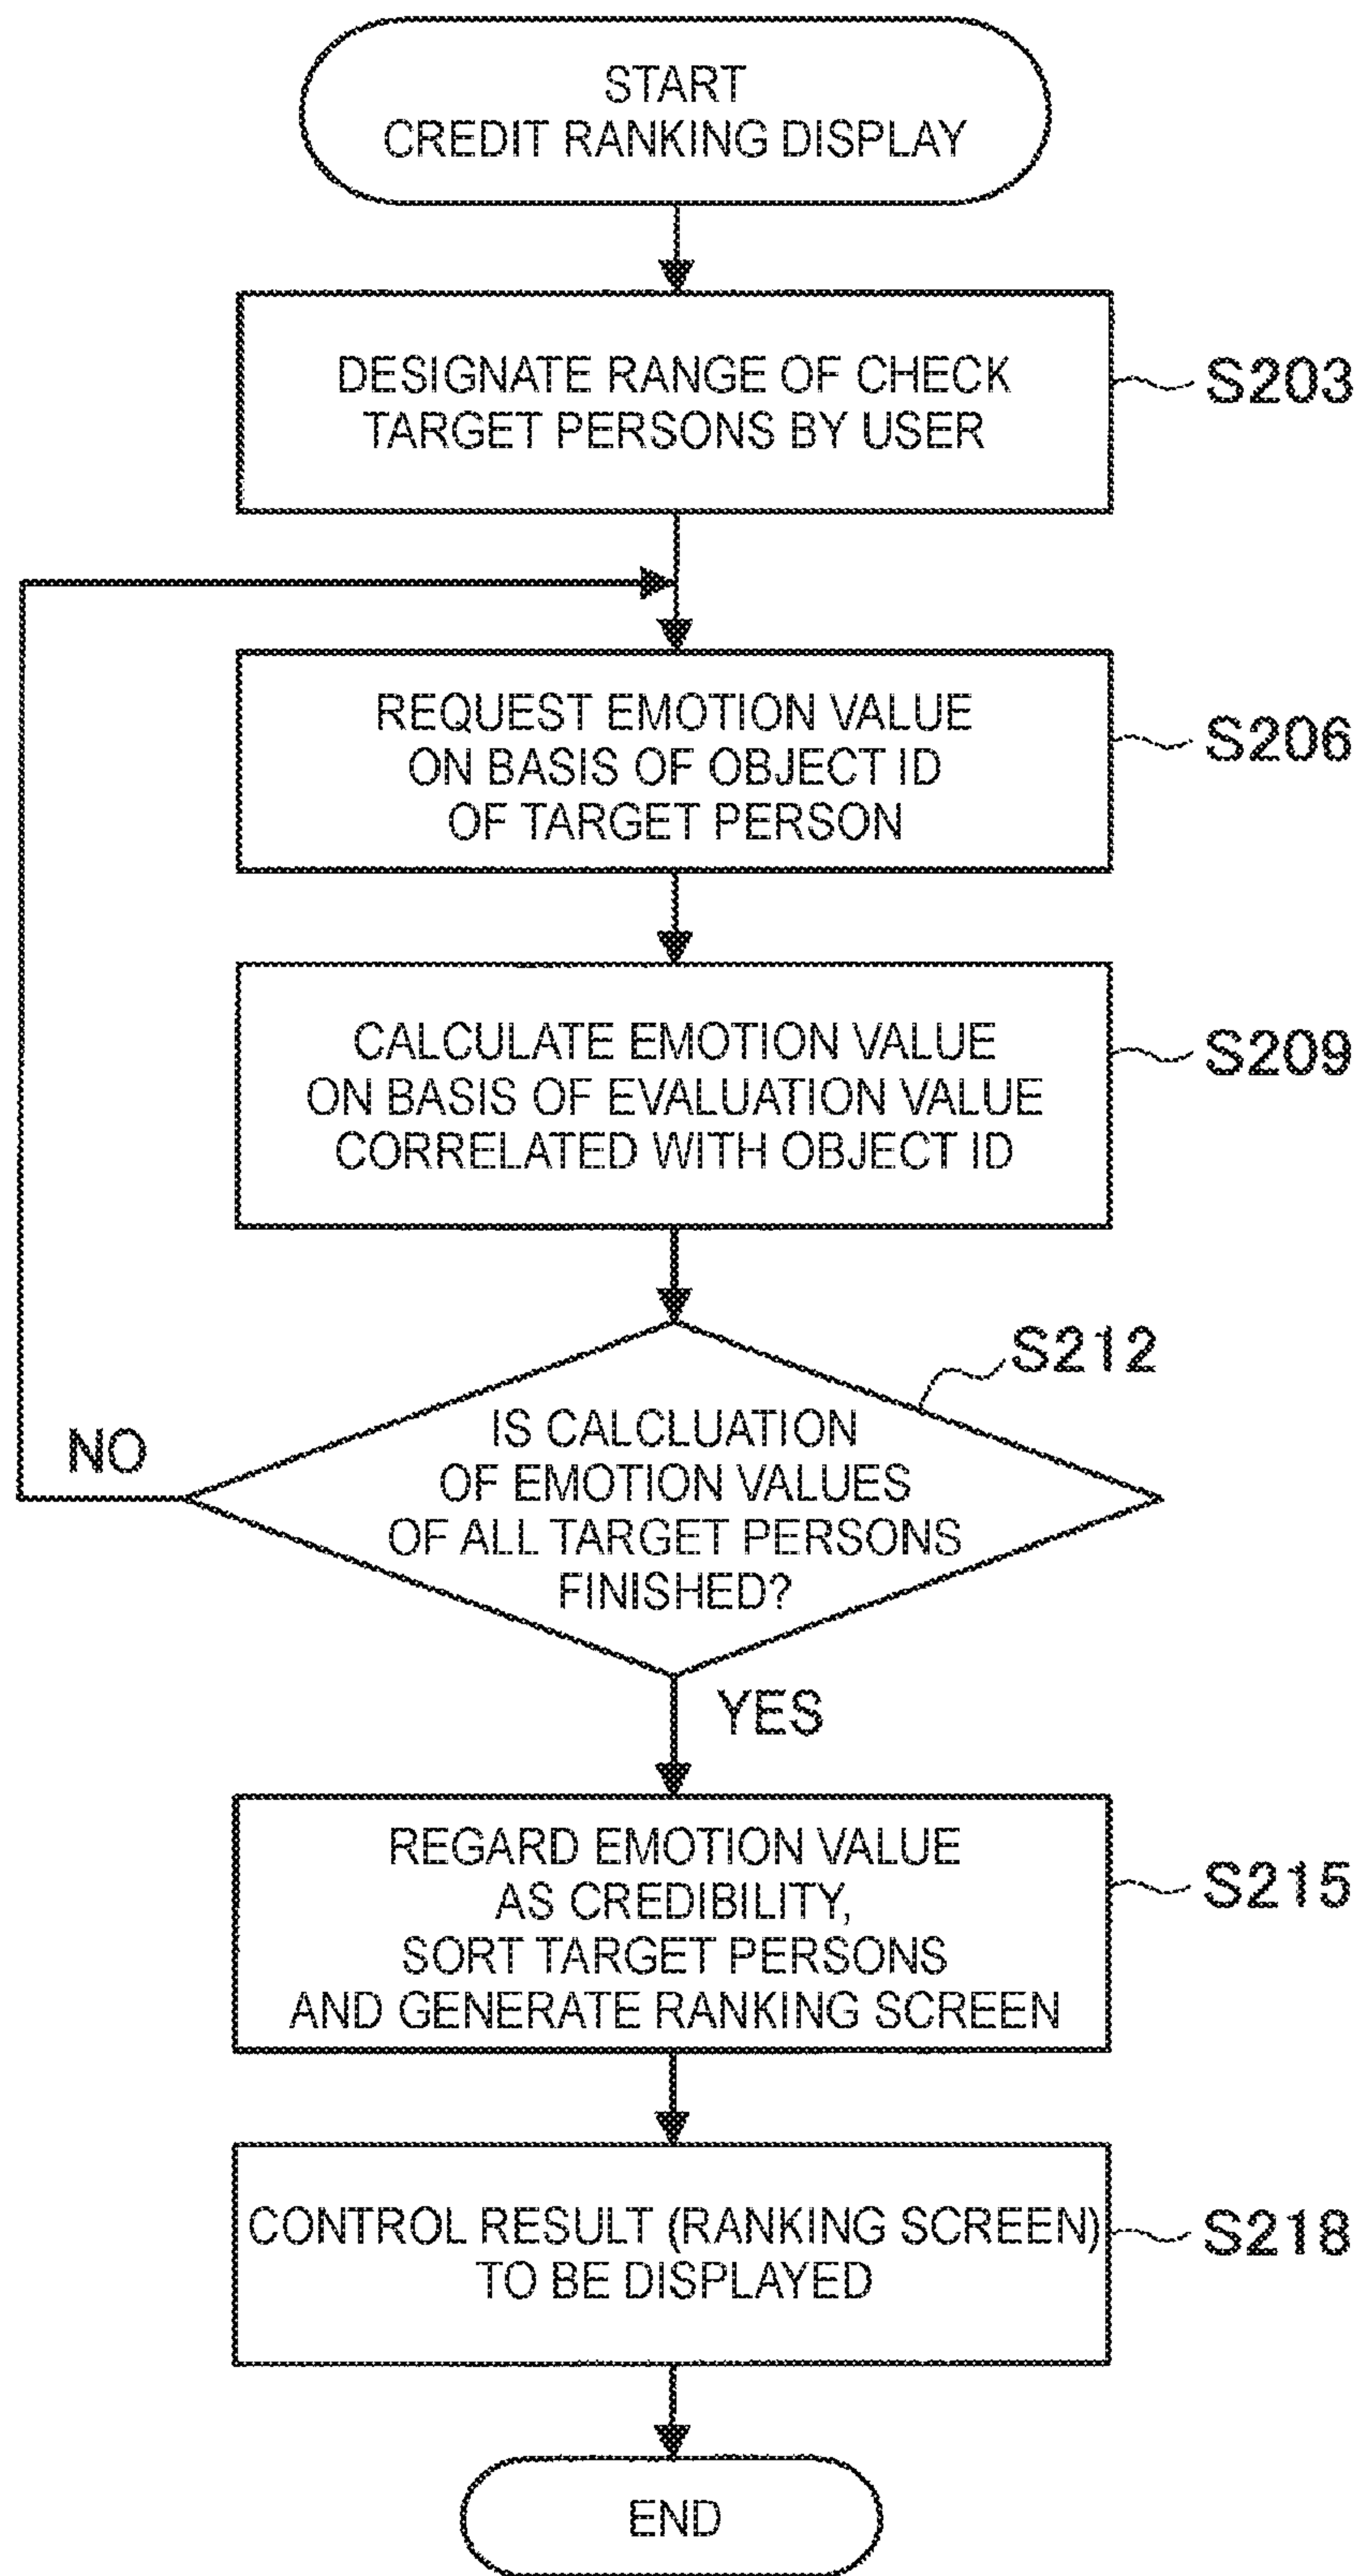 START
CREDIT RANKING DISPLAY
DESIGNATE RANGE OF CHECK
TARGET PERSONS BY USER
S203
REQUEST EMOTION VALUE
ON BASIS OF OBJECT ID
OF TARGET PERSON
S206
CALCULATE EMOTION VALUE
ON BASIS OF EVALUATION VALUE
CORRELATED WITH OBJECT ID
S209
S212
IS CALCLUATION
OF EMOTION VALUES
OF ALL TARGET PERSONS
FINISHED?
NO
YES
REGARD EMOTION VALUE
AS CREDIBILITY,
SORT TARGET PERSONS
AND GENERATE RANKING SCREEN
S215
CONTROL RESULT (RANKING SCREEN)
TO BE DISPLAYED
S218
END